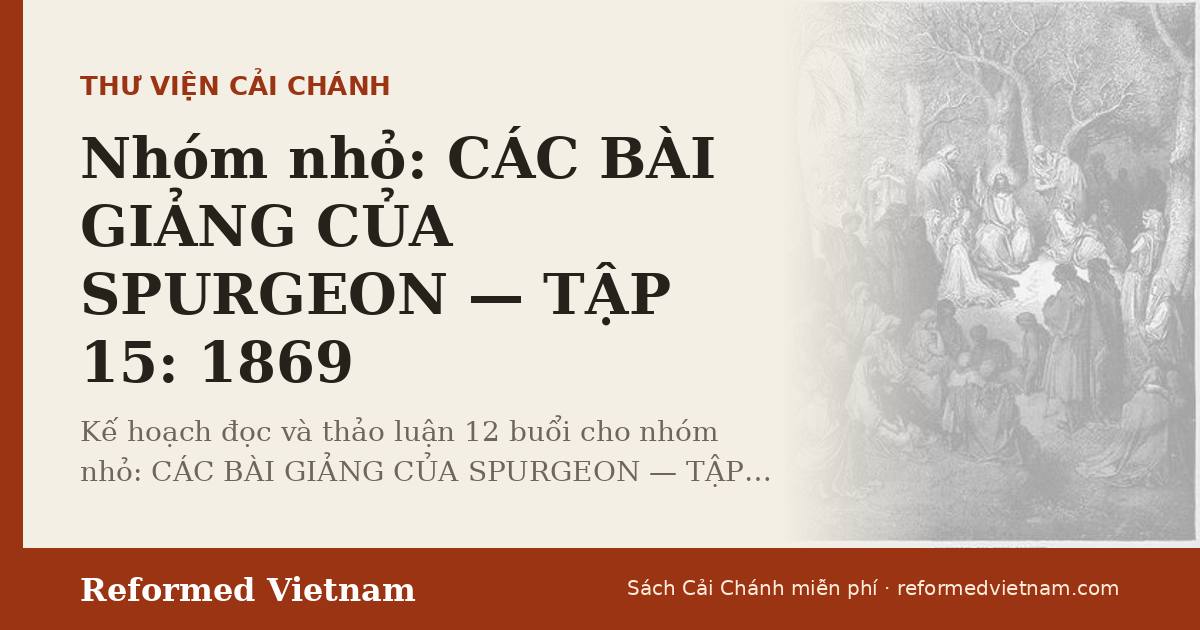 THƯ VIỆN CẢI CHÁNH
Nhóm nhỏ: CÁC BÀI
GIẢNG CỦA
SPURGEON — TẬP
15: 1869
Kế hoạch đọc và thảo luận 12 buổi cho nhóm
nhỏ: CÁC BÀI GIẢNG CỦA SPURGEON — TẬP…
Reformed Vietnam
Sách Cải Chánh miễn phí · reformedvietnam.com